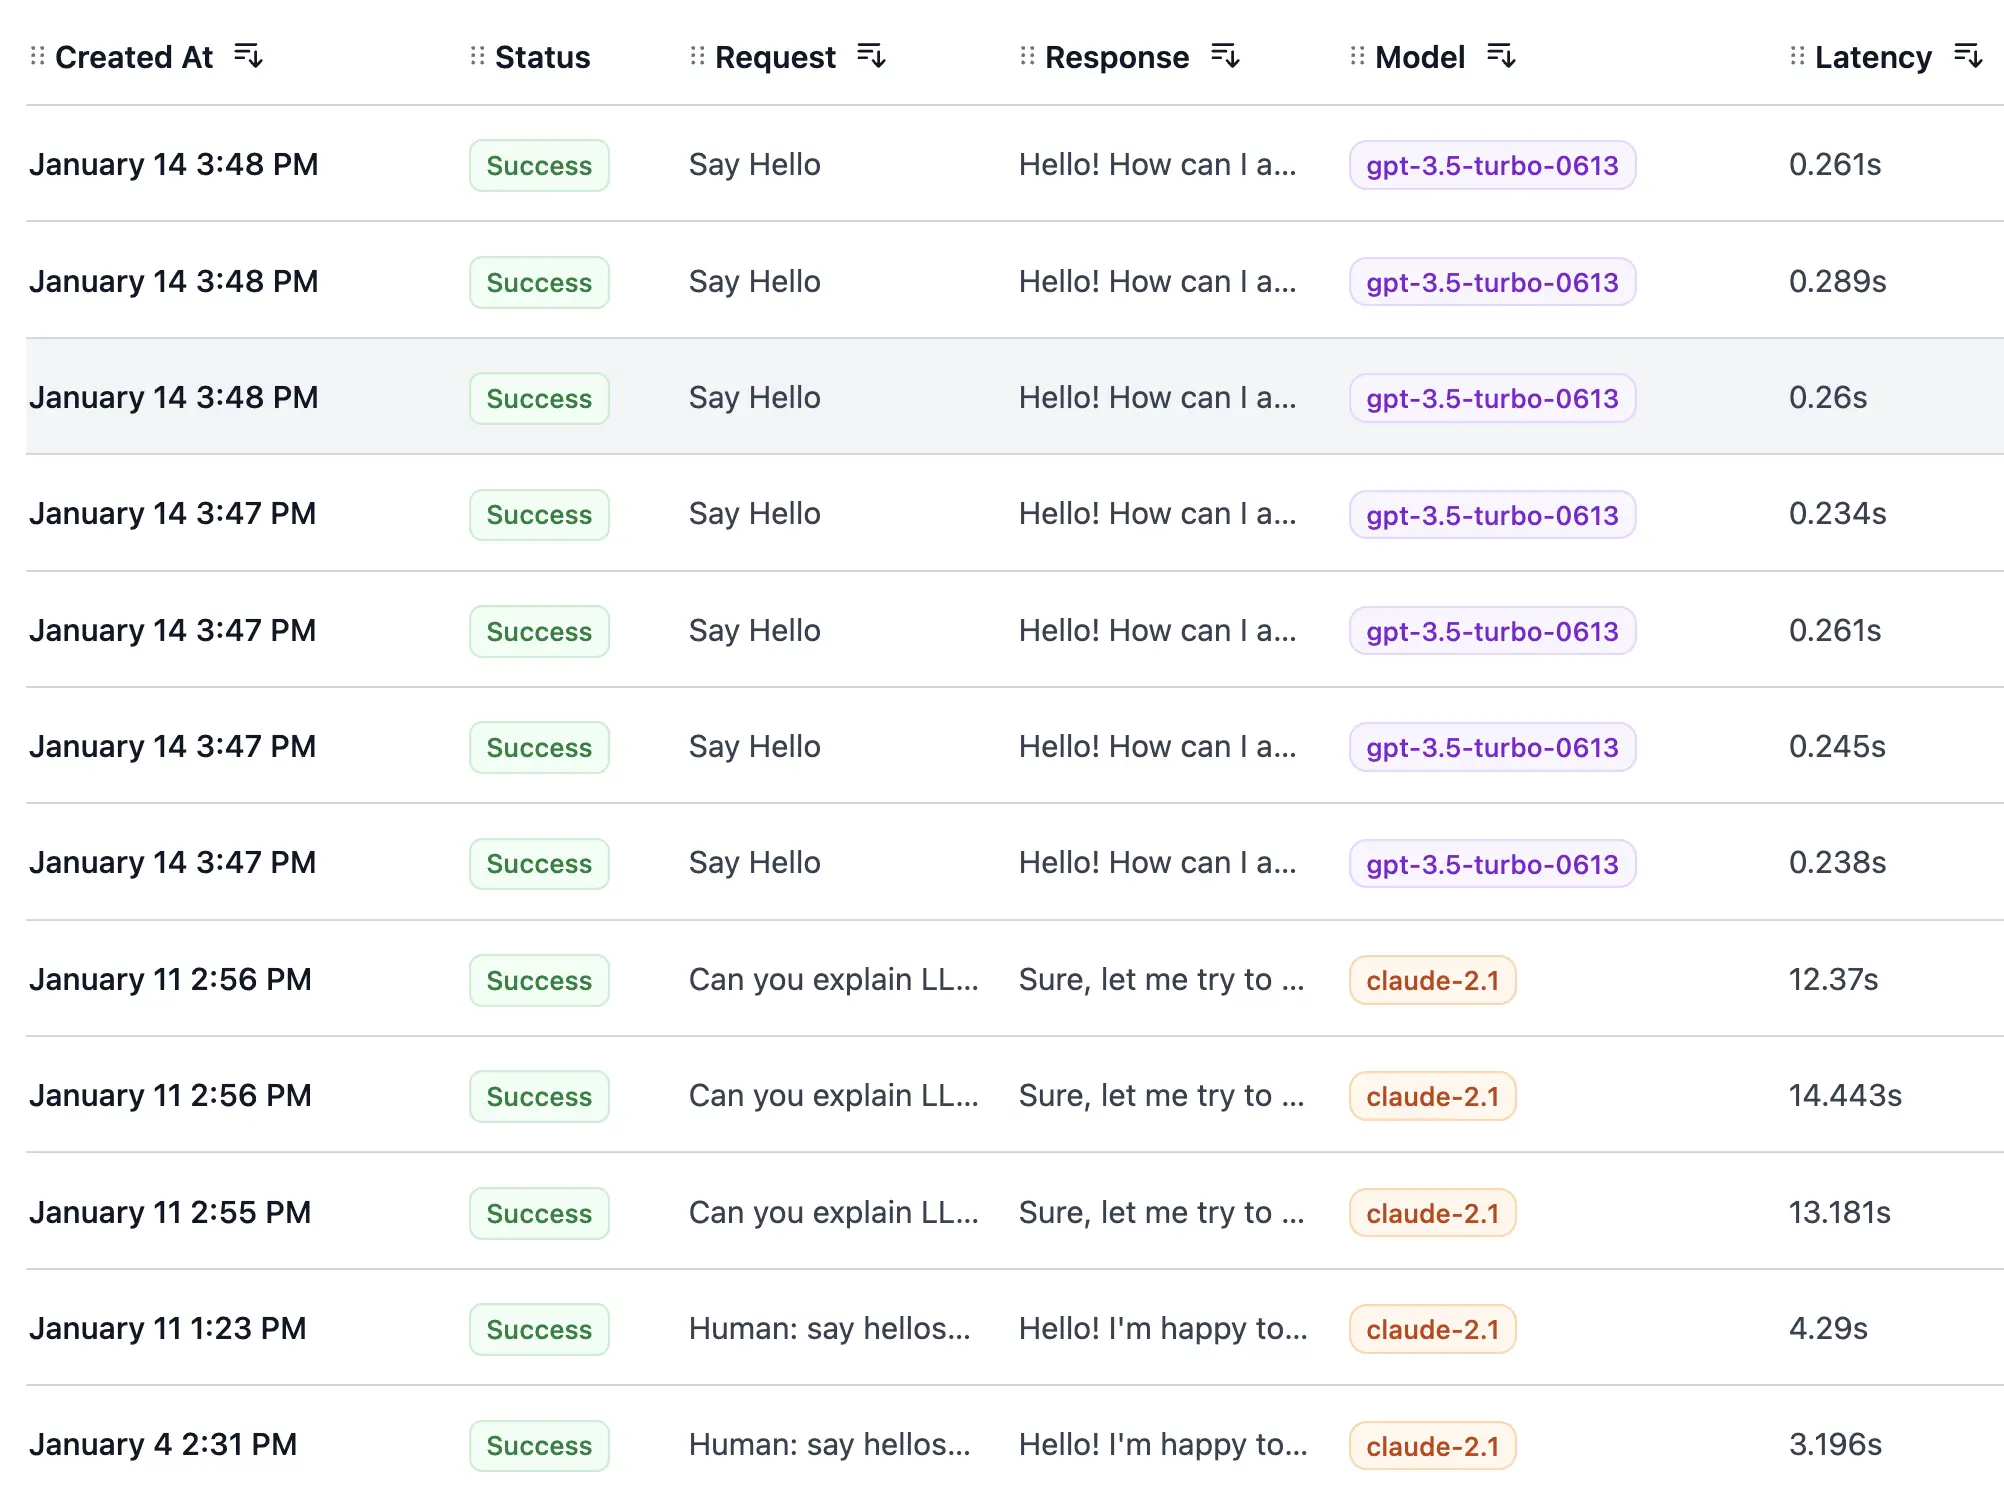 Created At Status Request Response Model Latency
January 14 3:48 PM Success Say Hello Hello! How can I a... gpt-3.5-turbo-0613 0.261s
January 14 3:48 PM Success Say Hello Hello! How can I a... gpt-3.5-turbo-0613 0.289s
January 14 3:48 PM Success Say Hello Hello! How can I a... gpt-3.5-turbo-0613 0.26s
January 14 3:47 PM Success Say Hello Hello! How can I a... gpt-3.5-turbo-0613 0.234s
January 14 3:47 PM Success Say Hello Hello! How can I a... gpt-3.5-turbo-0613 0.261s
January 14 3:47 PM Success Say Hello Hello! How can I a... gpt-3.5-turbo-0613 0.245s
January 14 3:47 PM Success Say Hello Hello! How can I a... gpt-3.5-turbo-0613 0.238s
January 11 2:56 PM Success Can you explain LL... Sure, let me try to ... claude-2.1 12.37s
January 11 2:56 PM Success Can you explain LL... Sure, let me try to ... claude-2.1 14.443s
January 11 2:55 PM Success Can you explain LL... Sure, let me try to ... claude-2.1 13.181s
January 11 1:23 PM Success Human: say hellos... Hello! I'm happy to... claude-2.1 4.29s
January 4 2:31 PM Success Human: say hellos... Hello! I'm happy to... claude-2.1 3.196s